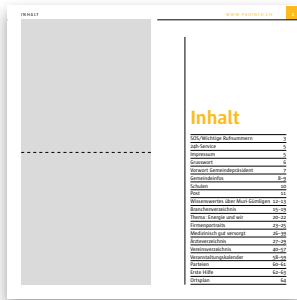 INHALT
WWW.PUBINFO.CH
Inhalt
SOS/Wichtige Rufnummern 3
24h-Service 5
Impressum 5
Grusswort 6
Vorwort Gemeindepräsident 7
Gemeindeinfos 8–9
Schulen 10
Post 11
Wissenswertes über Muri-Gümligen 12–13
Branchenverzeichnis 15–19
Thema: Energie und wir 20–22
Firmenportraits 23–25
Medizinisch gut versorgt 26–39
Ärzteverzeichnis 27–29
Vereinsverzeichnis 40–57
Veranstaltungskalender 58–59
Parteien 60–61
Erste Hilfe 62–63
Ortsplan 64